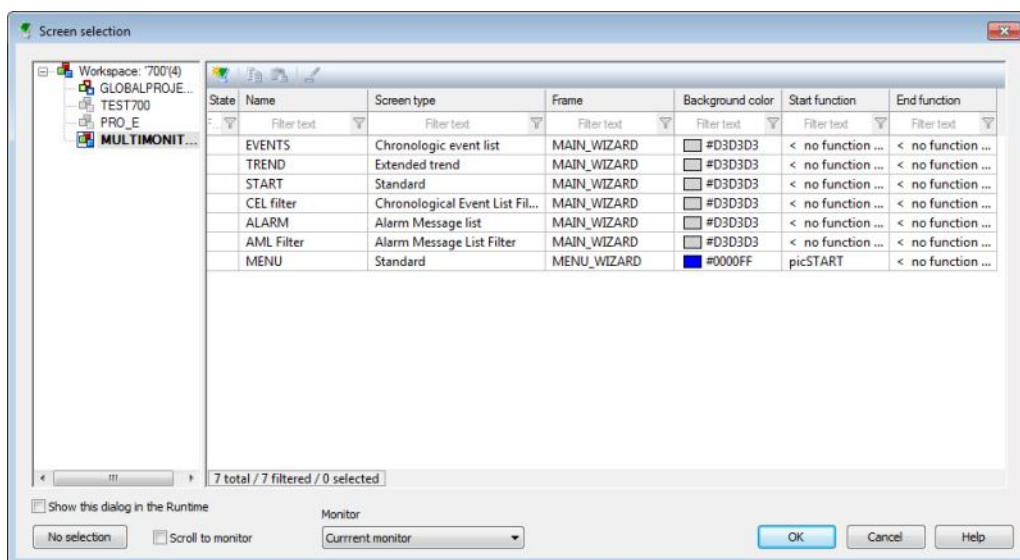 Screen selection
Workspace: '700'(4)
GLOBALPROJE...
TEST700
PRO_E
MULTIMONIT...
State Name Screen type Frame Background color Start function End function
F... Filter text Filter text Filter text Filter text Filter text Filter text
EVENTS Chronologic event list MAIN_WIZARD #D3D3D3 < no function ... < no function ...
TREND Extended trend MAIN_WIZARD #D3D3D3 < no function ... < no function ...
START Standard MAIN_WIZARD #D3D3D3 < no function ... < no function ...
CEL filter Chronological Event List Fil... MAIN_WIZARD #D3D3D3 < no function ... < no function ...
ALARM Alarm Message list MAIN_WIZARD #D3D3D3 < no function ... < no function ...
AML Filter Alarm Message List Filter MAIN_WIZARD #D3D3D3 < no function ... < no function ...
MENU Standard MENU_WIZARD #0000FF picSTART < no function ...
7 total / 7 filtered / 0 selected
Show this dialog in the Runtime
Monitor
No selection Scroll to monitor Currrent monitor OK Cancel Help